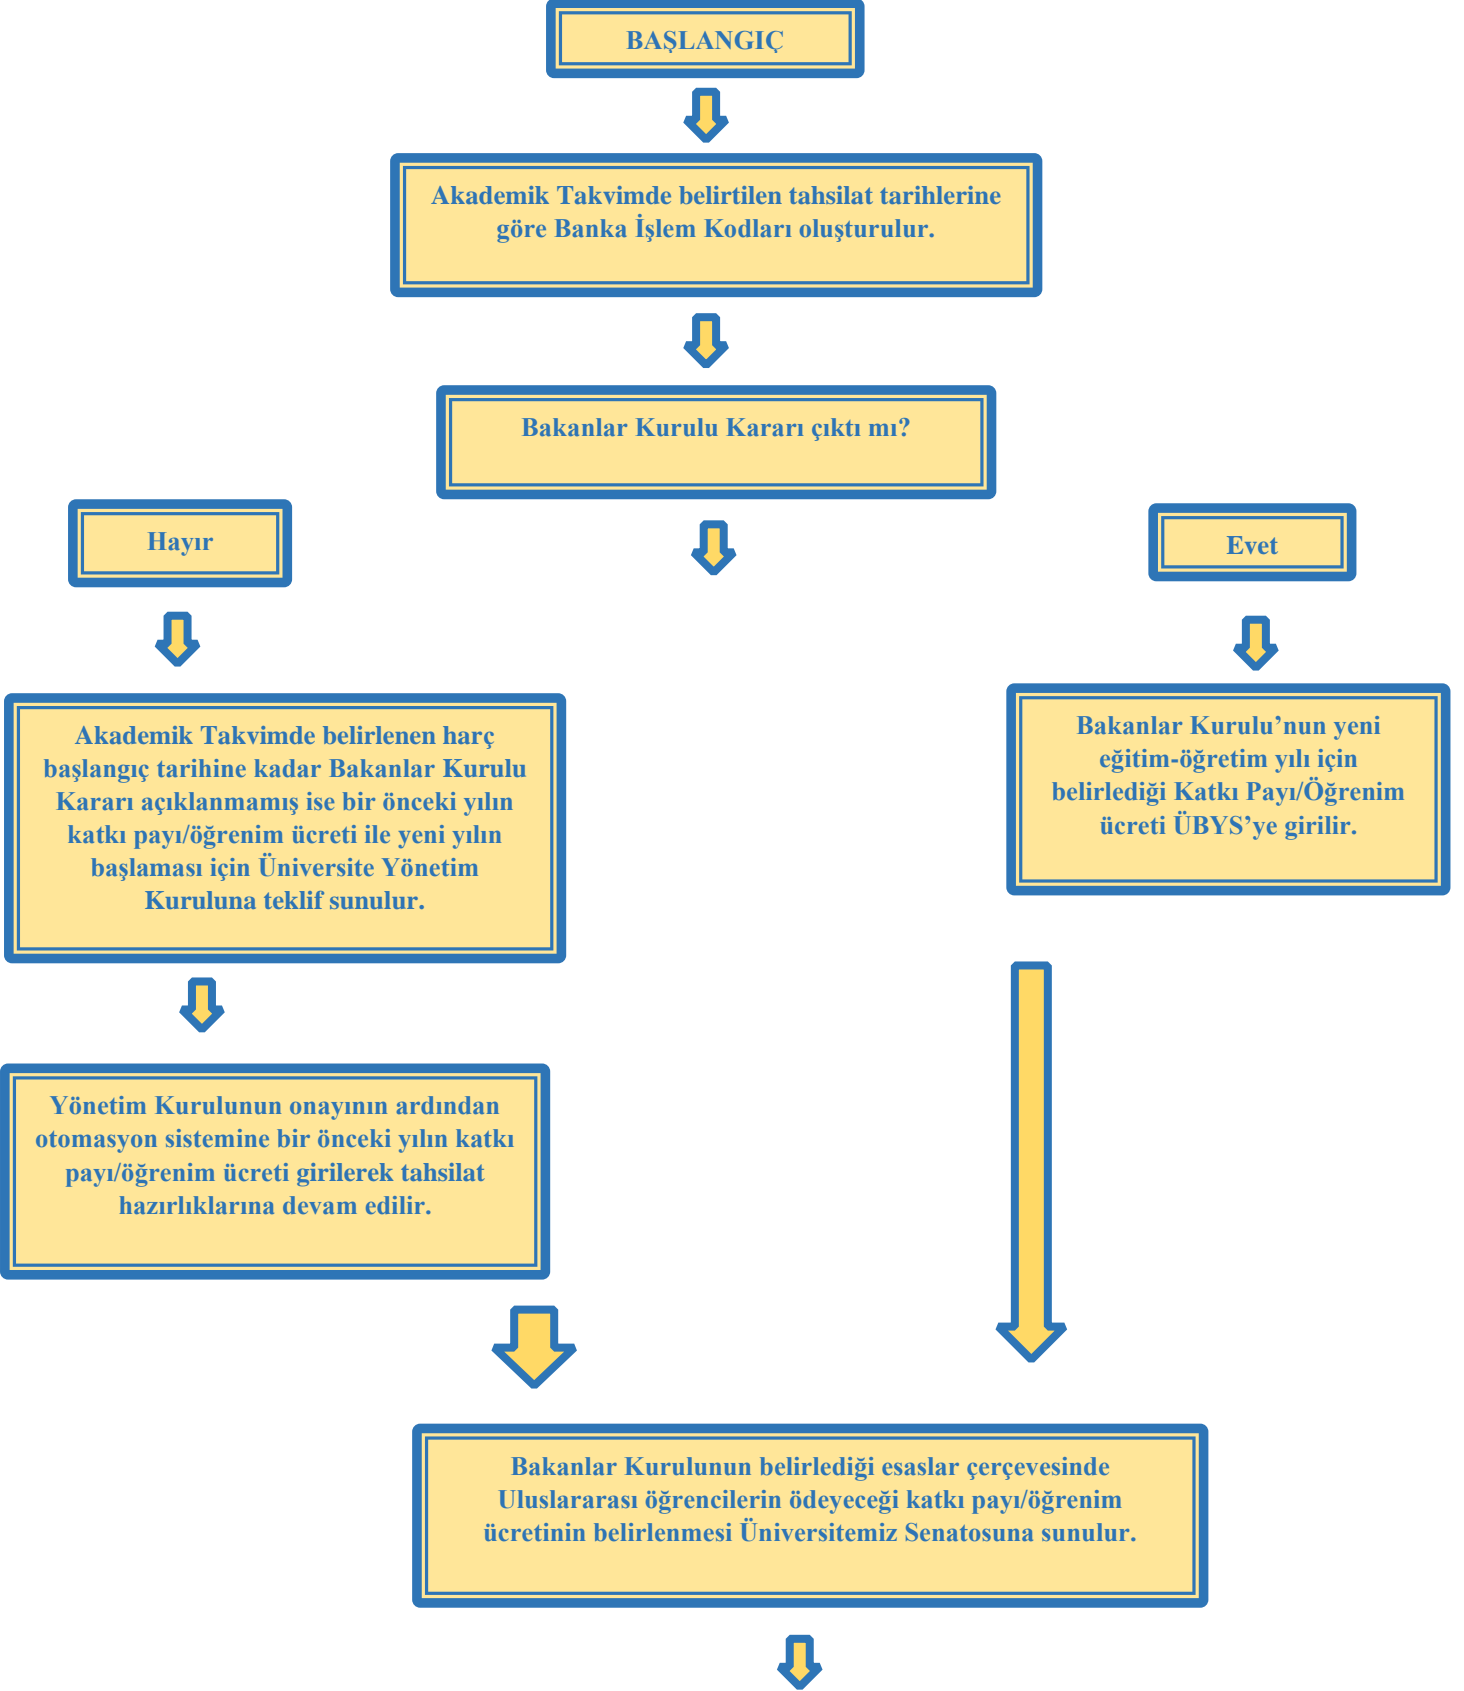 BAŞLANGIÇ
Akademik Takvimde belirtilen tahsilat tarihlerine
göre Banka İşlem Kodları oluşturulur.
Bakanlar Kurulu Kararı çıktı mı?
Hayır
Evet
Akademik Takvimde belirlenen harç
başlangıç tarihine kadar Bakanlar Kurulu
Kararı açıklanmamış ise bir önceki yılın
katkı payı/öğrenim ücreti ile yeni yılın
başlaması için Üniversite Yönetim
Kuruluna teklif sunulur.
Bakanlar Kurulu’nun yeni
eğitim-öğretim yılı için
belirlediği Katkı Payı/Öğrenim
ücreti ÜBYS’ye girilir.
Yönetim Kurulunun onayının ardından
otomasyon sistemine bir önceki yılın katkı
payı/öğrenim ücreti girilerek tahsilat
hazırlıklarına devam edilir.
Bakanlar Kurulunun belirlediği esaslar çerçevesinde
Uluslararası öğrencilerin ödeyeceği katkı payı/öğrenim
ücretinin belirlenmesi Üniversitemiz Senatosuna sunulur.